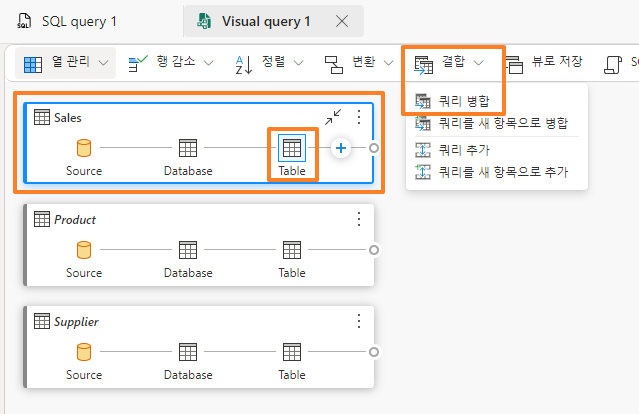 SQL query 1
Visual query 1
열 관리
행 감소
정렬
변환
결합
뷰로 저장
쿼리 병합
쿼리를 새 항목으로 병합
쿼리 추가
쿼리를 새 항목으로 추가
Sales
Source
Database
Table
Product
Source
Database
Table
Supplier
Source
Database
Table